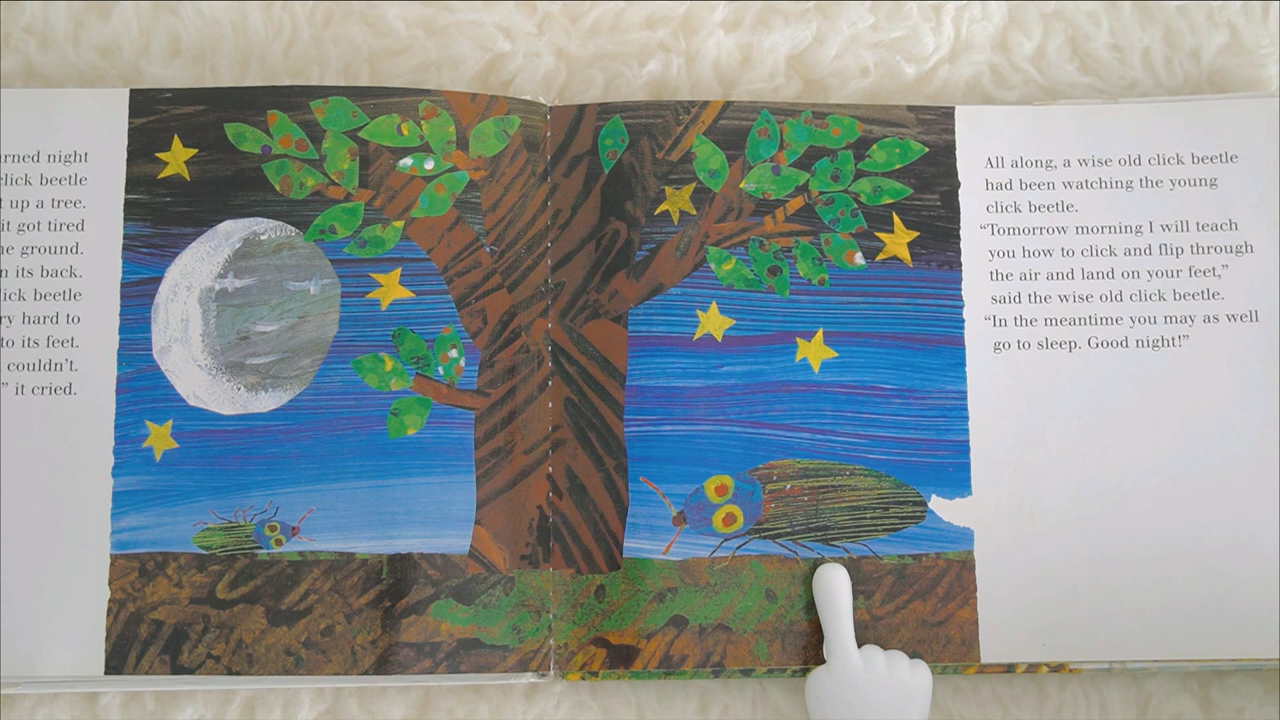 urned night
click beetle
t up a tree.
it got tired
he ground.
n its back.
lick beetle
ry hard to
to its feet.
couldn't.
” it cried.
All along, a wise old click beetle
had been watching the young
click beetle.
“Tomorrow morning I will teach
you how to click and flip through
the air and land on your feet,”
said the wise old click beetle.
“In the meantime you may as well
go to sleep. Good night!”